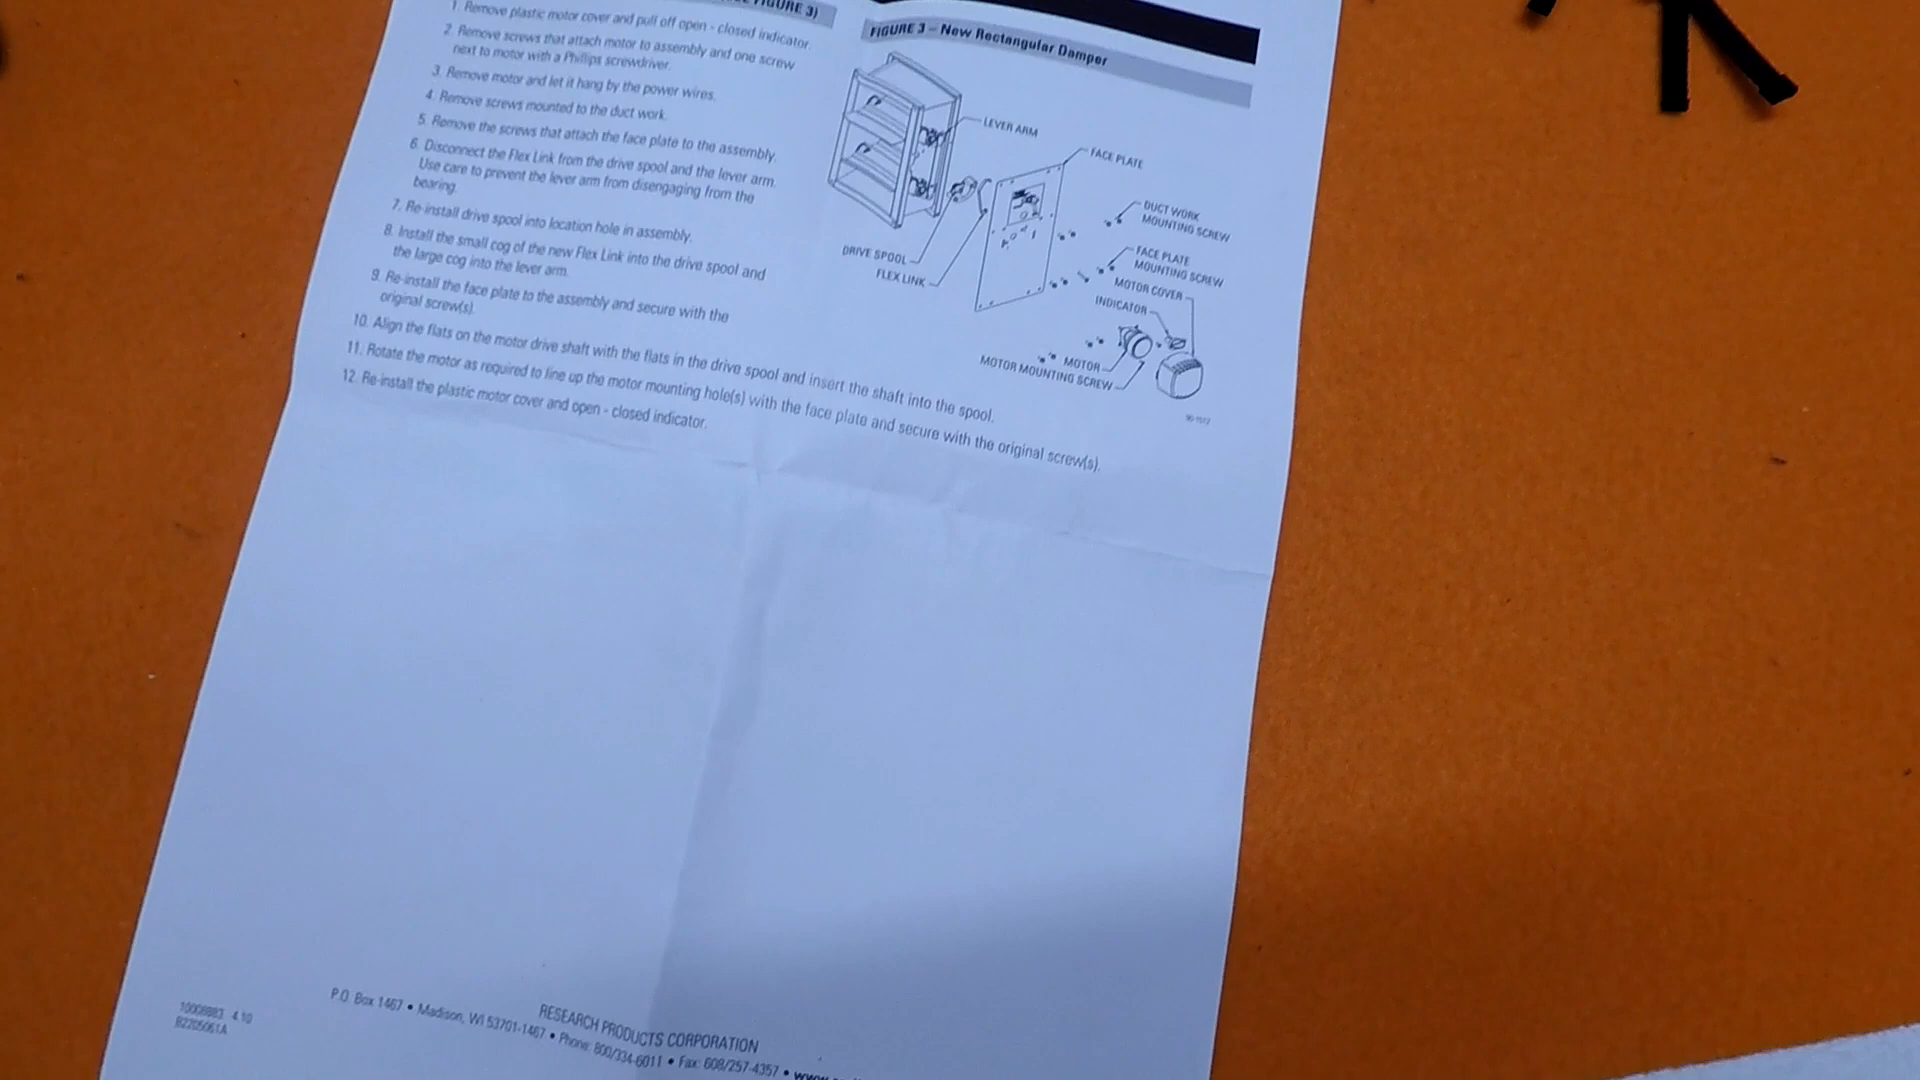 FIGURE 3)
1. Remove plastic motor cover and pull off open - closed indicator.
2. Remove screws that attach motor to assembly and one screw
next to motor with a Phillips screwdriver.
3. Remove motor and let it hang by the power wires.
4. Remove screws mounted to the duct work.
5. Remove the screws that attach the face plate to the assembly.
6. Disconnect the Flex Link from the drive spool and the lever arm.
Use care to prevent the lever arm from disengaging from the
bearing.
7. Re-install drive spool into location hole in assembly.
8. Install the small cog of the new Flex Link into the drive spool and
the large cog into the lever arm.
9. Re-install the face plate to the assembly and secure with the
original screw(s).
10. Align the flats on the motor drive shaft with the flats in the drive spool and insert the shaft into the spool.
11. Rotate the motor as required to line up the motor mounting hole(s) with the face plate and secure with the original screw(s).
12. Re-install the plastic motor cover and open - closed indicator.
FIGURE 3 – New Rectangular Damper
LEVER ARM
FACE PLATE
DUCT WORK
MOUNTING SCREW
DRIVE SPOOL
FLEX LINK
FACE PLATE
MOUNTING SCREW
MOTOR COVER
INDICATOR
MOTOR
MOTOR MOUNTING SCREW
RESEARCH PRODUCTS CORPORATION
P.O. Box 1467 • Madison, WI 53701-1467 • Phone: 800/334-6011 • Fax: 608/257-4357 •
10008883 4.10
B2205061A